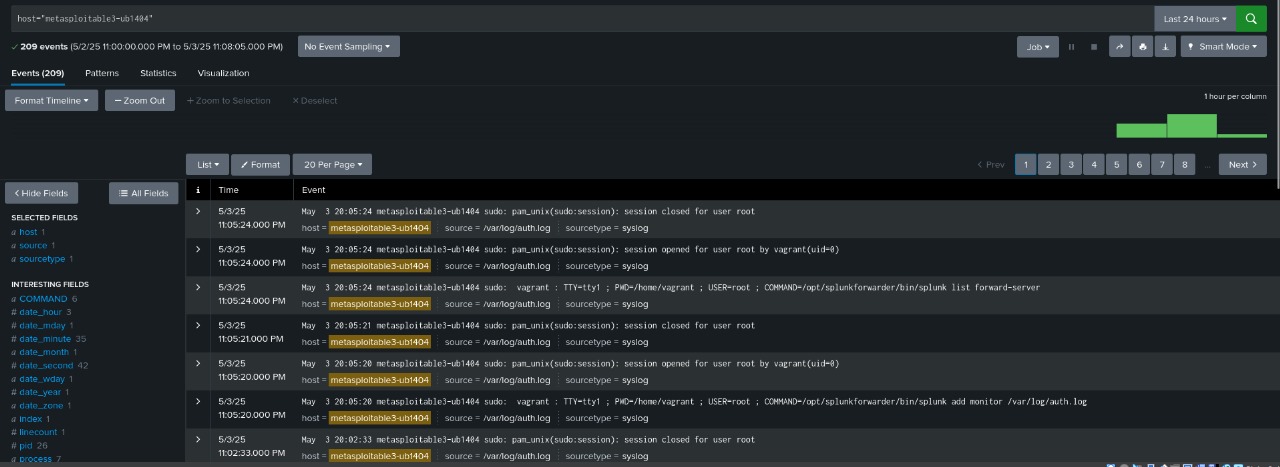 host="metasploitable3-ub1404"
Last 24 hours
✓ 209 events (5/2/25 11:00:00.000 PM to 5/3/25 11:08:05.000 PM)
No Event Sampling
Job
Smart Mode
Events (209)
Patterns
Statistics
Visualization
Format Timeline
— Zoom Out
+ Zoom to Selection
× Deselect
1 hour per column
List
Format
20 Per Page
< Prev
1 2 3 4 5 6 7 8 ...
Next >
< Hide Fields
All Fields
i
Time
Event
SELECTED FIELDS
a host 1
a source 1
a sourcetype 1
INTERESTING FIELDS
a COMMAND 6
# date_hour 3
# date_mday 1
# date_minute 35
a date_month 1
# date_second 42
a date_wday 1
# date_year 1
a date_zone 1
a index 1
# linecount 1
# pid 26
a process 7
5/3/25
11:05:24.000 PM
May  3 20:05:24 metasploitable3-ub1404 sudo: pam_unix(sudo:session): session closed for user root
host = metasploitable3-ub1404 source = /var/log/auth.log sourcetype = syslog
5/3/25
11:05:24.000 PM
May  3 20:05:24 metasploitable3-ub1404 sudo: pam_unix(sudo:session): session opened for user root by vagrant(uid=0)
host = metasploitable3-ub1404 source = /var/log/auth.log sourcetype = syslog
5/3/25
11:05:24.000 PM
May  3 20:05:24 metasploitable3-ub1404 sudo:  vagrant : TTY=tty1 ; PWD=/home/vagrant ; USER=root ; COMMAND=/opt/splunkforwarder/bin/splunk list forward-server
host = metasploitable3-ub1404 source = /var/log/auth.log sourcetype = syslog
5/3/25
11:05:21.000 PM
May  3 20:05:21 metasploitable3-ub1404 sudo: pam_unix(sudo:session): session closed for user root
host = metasploitable3-ub1404 source = /var/log/auth.log sourcetype = syslog
5/3/25
11:05:20.000 PM
May  3 20:05:20 metasploitable3-ub1404 sudo: pam_unix(sudo:session): session opened for user root by vagrant(uid=0)
host = metasploitable3-ub1404 source = /var/log/auth.log sourcetype = syslog
5/3/25
11:05:20.000 PM
May  3 20:05:20 metasploitable3-ub1404 sudo:  vagrant : TTY=tty1 ; PWD=/home/vagrant ; USER=root ; COMMAND=/opt/splunkforwarder/bin/splunk add monitor /var/log/auth.log
host = metasploitable3-ub1404 source = /var/log/auth.log sourcetype = syslog
5/3/25
11:02:33.000 PM
May  3 20:02:33 metasploitable3-ub1404 sudo: pam_unix(sudo:session): session closed for user root
host = metasploitable3-ub1404 source = /var/log/auth.log sourcetype = syslog